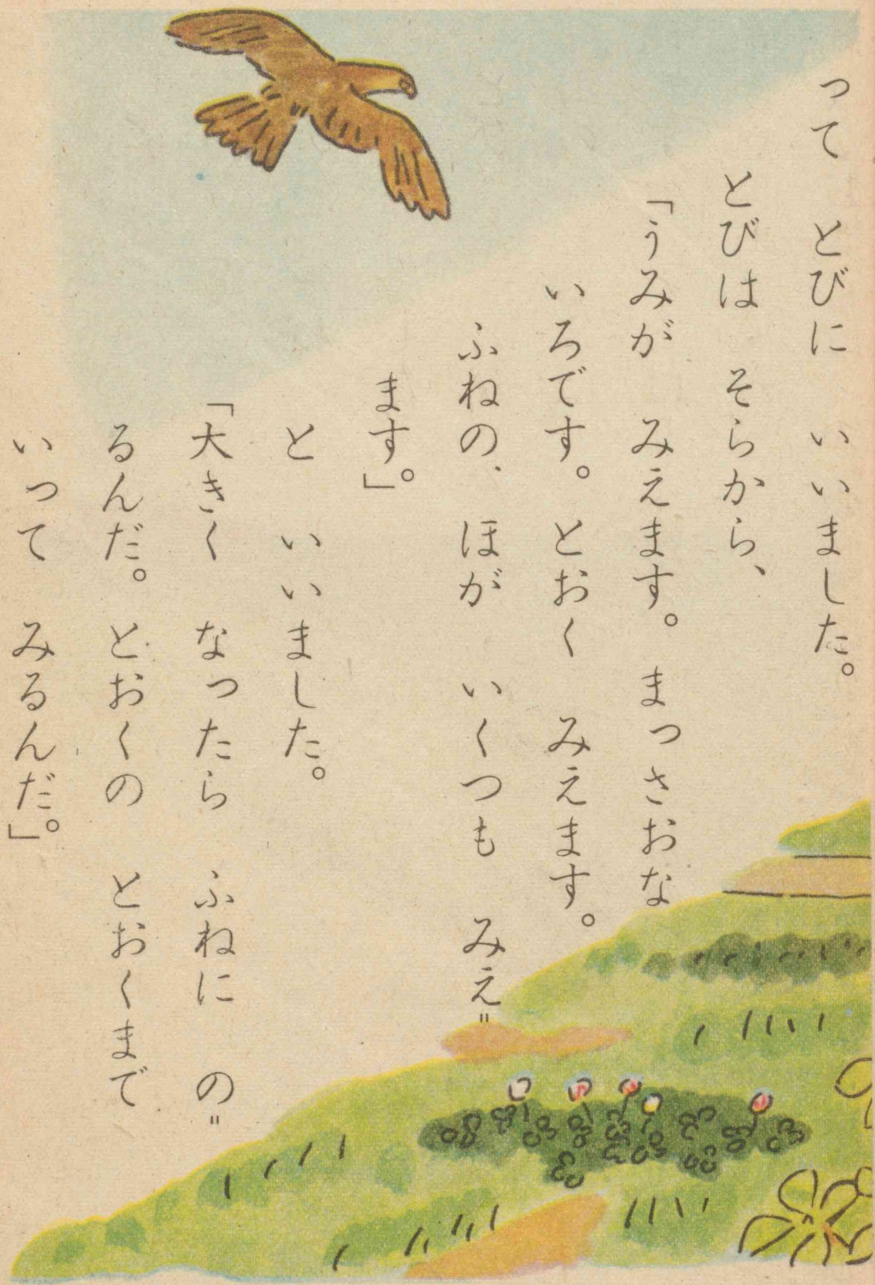 って　とびに　いいました。
とびは　そらから、
「うみが　みえます。まっさおな
いろです。とおく　みえます。
ふねの、ほが　いくつも　みえ〟
ます。」
と　いいました。
「大きく　なったら　ふねに　の〟
るんだ。とおくの　とおくまで
いって　みるんだ。」